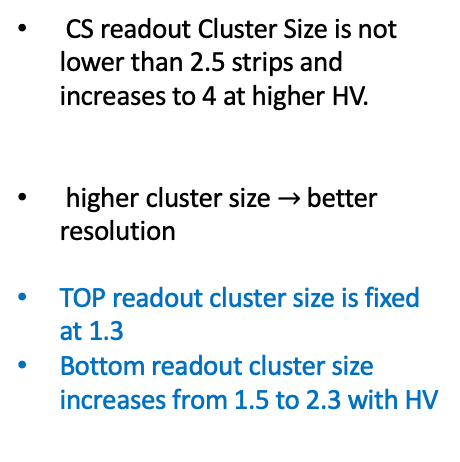 • CS readout Cluster Size is not
lower than 2.5 strips and
increases to 4 at higher HV.
• higher cluster size → better
resolution
• TOP readout cluster size is fixed
at 1.3
• Bottom readout cluster size
increases from 1.5 to 2.3 with HV